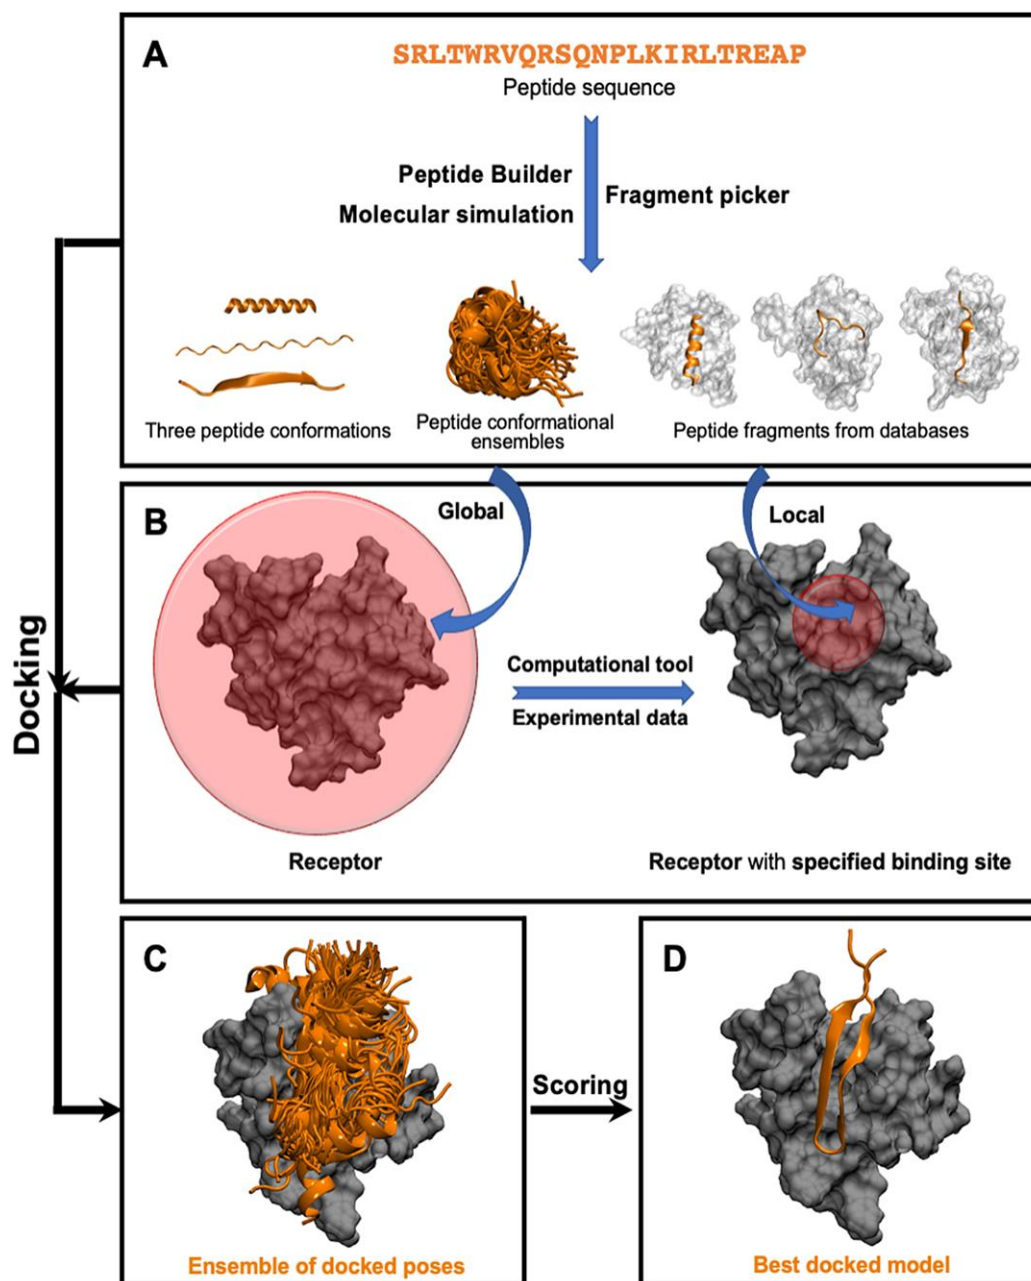 A
SRLTWRVQRSQNPLKIRLTREAP
Peptide sequence
Peptide Builder
Molecular simulation
Fragment picker
Three peptide conformations
Peptide conformational
ensembles
Peptide fragments from databases
B
Global
Local
Computational tool
Experimental data
Receptor
Receptor with specified binding site
Docking
C
Ensemble of docked poses
Scoring
D
Best docked model